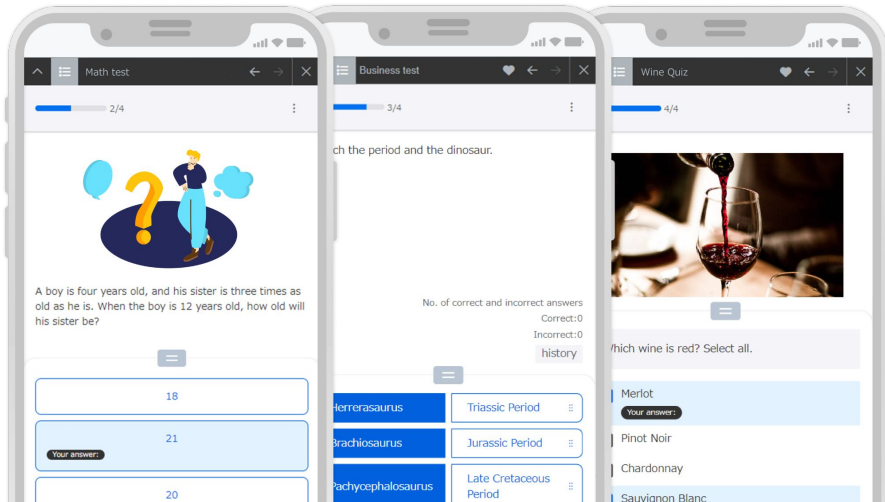 Math test
2/4
A boy is four years old, and his sister is three times as
old as he is. When the boy is 12 years old, how old will
his sister be?
18
21
Your answer:
20
Business test
3/4
ch the period and the dinosaur.
No. of correct and incorrect answers
Correct:0
Incorrect:0
history
Herrerasaurus
Triassic Period
Brachiosaurus
Jurassic Period
Pachycephalosaurus
Late Cretaceous
Period
Wine Quiz
4/4
Which wine is red? Select all.
Merlot
Your answer:
Pinot Noir
Chardonnay
Sauvignon Blanc